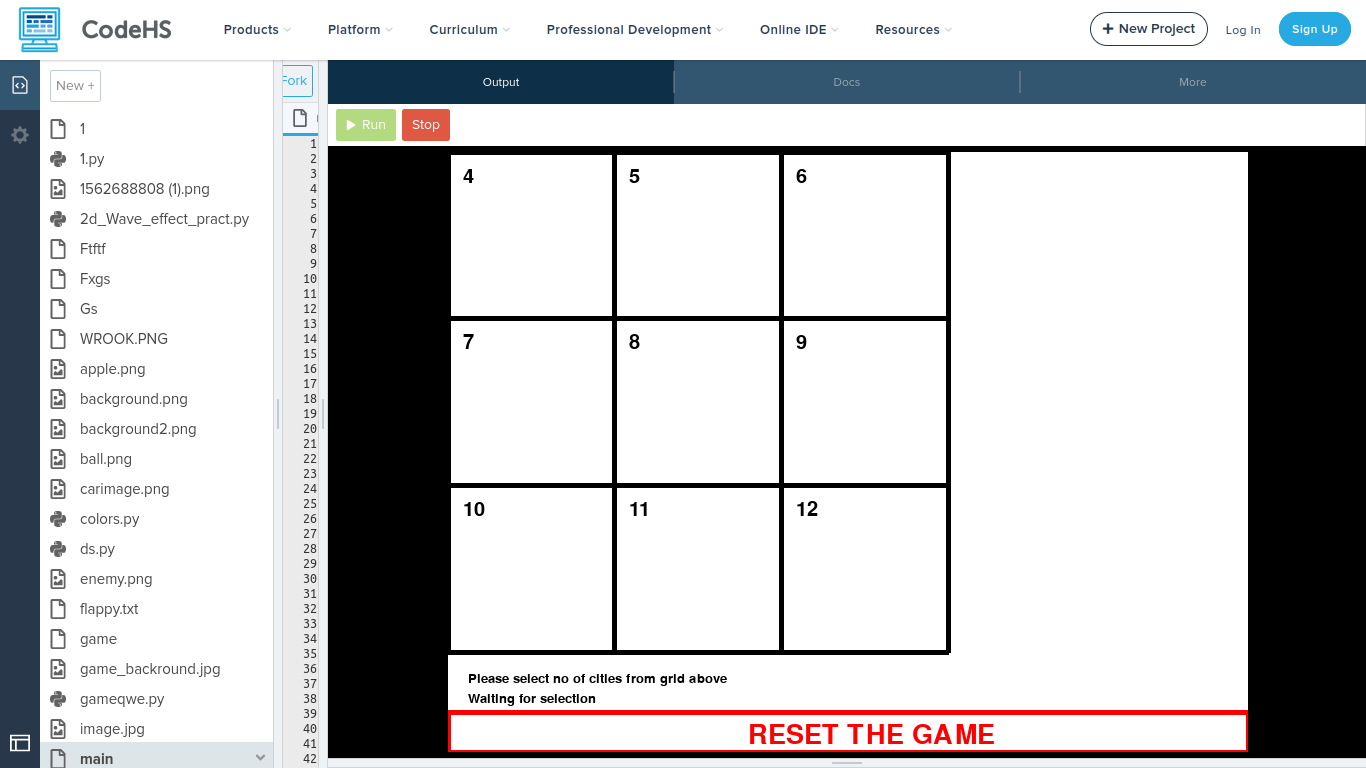 CodeHS
Products
Platform
Curriculum
Professional Development
Online IDE
Resources
+ New Project
Log In
Sign Up
New +
1
1.py
1562688808 (1).png
2d_Wave_effect_pract.py
Ftftf
Fxgs
Gs
WROOK.PNG
apple.png
background.png
background2.png
ball.png
carimage.png
colors.py
ds.py
enemy.png
flappy.txt
game
game_backround.jpg
gameqwe.py
image.jpg
main
Fork
1
2
3
4
5
6
7
8
9
10
11
12
13
14
15
16
17
18
19
20
21
22
23
24
25
26
27
28
29
30
31
32
33
34
35
36
37
38
39
40
41
42
Output
Docs
More
Run
Stop
4
5
6
7
8
9
10
11
12
Please select no of cities from grid above
Waiting for selection
RESET THE GAME